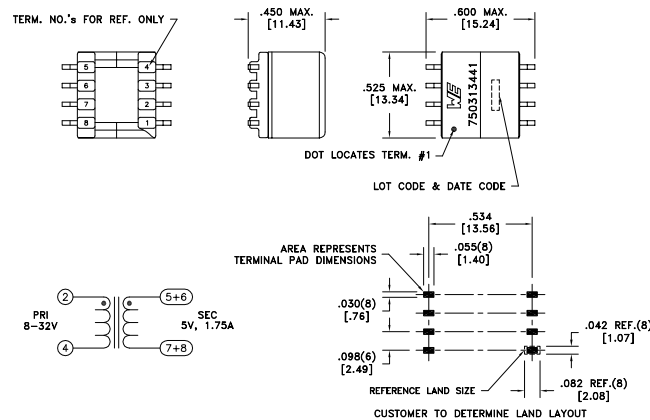 TERM. NO.'s FOR REF. ONLY
5
6
7
8
4
3
2
1
.450 MAX.
[11.43]
.600 MAX.
[15.24]
.525 MAX.
[13.34]
WE
750313441
DOT LOCATES TERM. #1
LOT CODE & DATE CODE
2
4
PRI
8-32V
5+6
7+8
SEC
5V, 1.75A
.534
[13.56]
AREA REPRESENTS
TERMINAL PAD DIMENSIONS
.055(8)
[1.40]
.030(8)
[.76]
.098(6)
[2.49]
.042 REF.(8)
[1.07]
REFERENCE LAND SIZE
.082 REF.(8)
[2.08]
CUSTOMER TO DETERMINE LAND LAYOUT